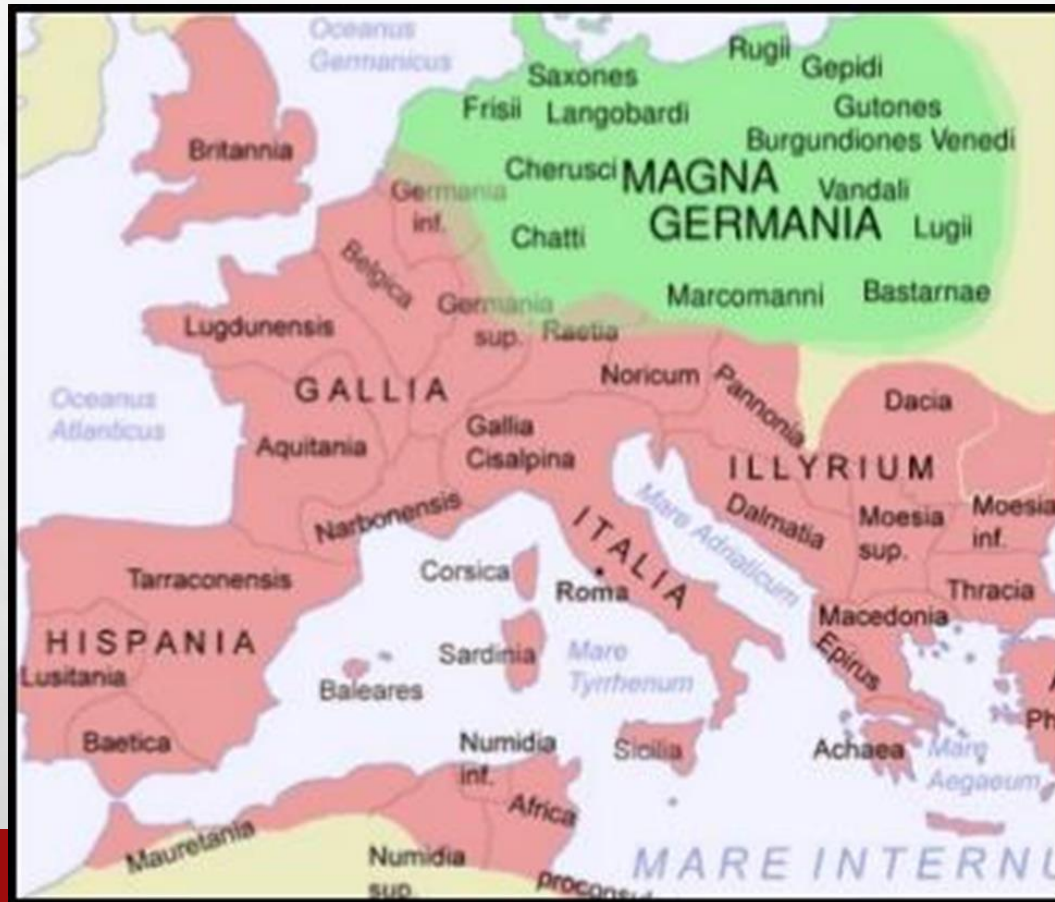 Oceanus
Germanicus
Rugii
Gepidi
Saxones
Frisii
Langobardi
Gutones
Burgundiones
Venedi
Britannia
Cherusci
MAGNA
GERMANIA
Vandali
Germania
inf.
Chatti
Lugii
Belgica
Marcomanni
Bastarnae
Germania
sup.
Raetia
Lugdunensis
GALLIA
Noricum
Pannonia
Dacia
Oceanus
Atlanticus
Aquitania
Gallia
Cisalpina
ILLYRIUM
Narbonensis
ITALIA
Mare Adriaticum
Dalmatia
Moesia
sup.
Moesia
inf.
Tarraconensis
Corsica
Roma
Thracia
Macedonia
HISPANIA
Lusitania
Sardinia
Mare
Tyrrhenum
Epirus
Baleares
Baetica
Numidia
inf.
Sicilia
Achaea
Mare
Aegaeum
A
Ph
Africa
Mauretania
Numidia
sup.
MARE INTERNU